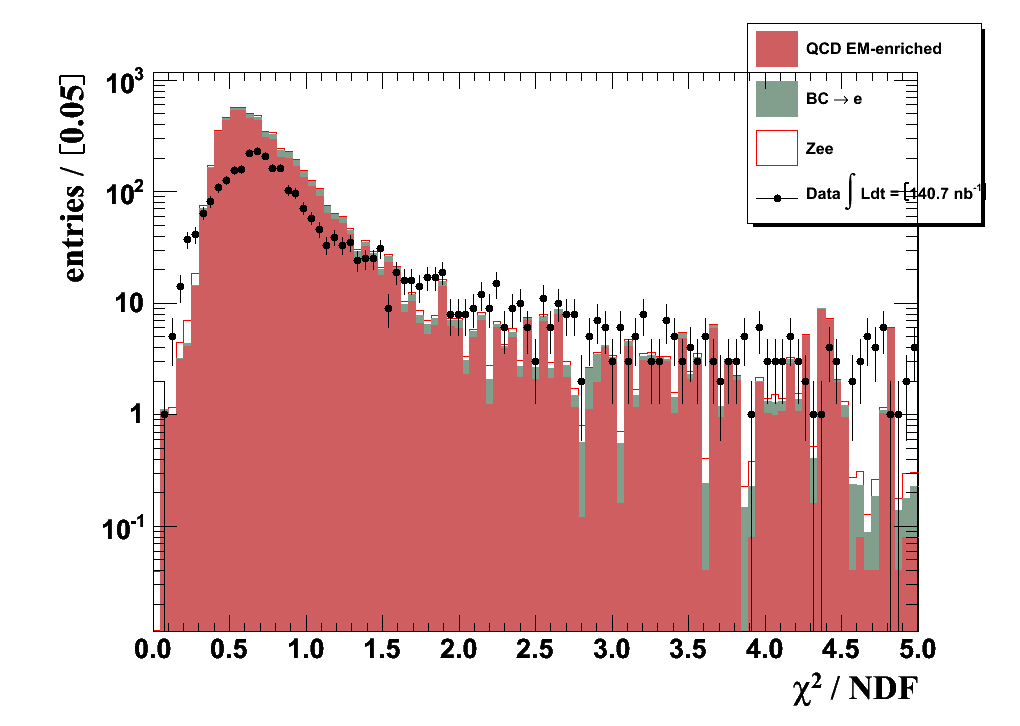 QCD EM-enriched
BC → e
Zee
Data ∫ Ldt = [140.7 nb⁻¹]
entries / [0.05]
10³
10²
10
1
10⁻¹
0.0 0.5 1.0 1.5 2.0 2.5 3.0 3.5 4.0 4.5 5.0
χ² / NDF